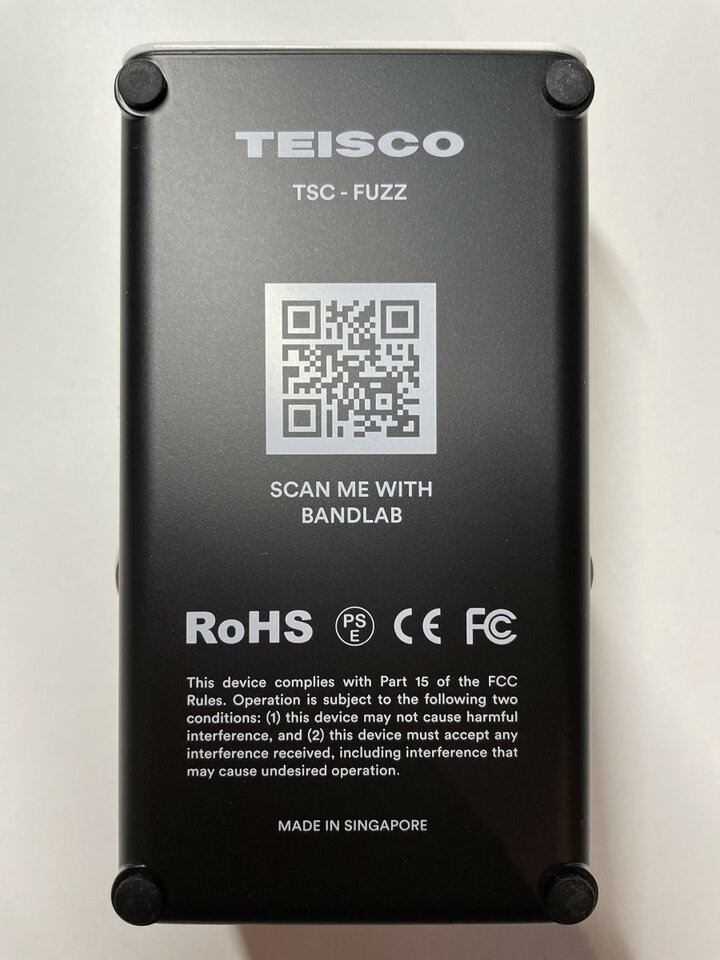 TEISCO
TSC - FUZZ
SCAN ME WITH
BANDLAB
RoHS PS E CE FC
This device complies with Part 15 of the FCC
Rules. Operation is subject to the following two
conditions: (1) this device may not cause harmful
interference, and (2) this device must accept any
interference received, including interference that
may cause undesired operation.
MADE IN SINGAPORE